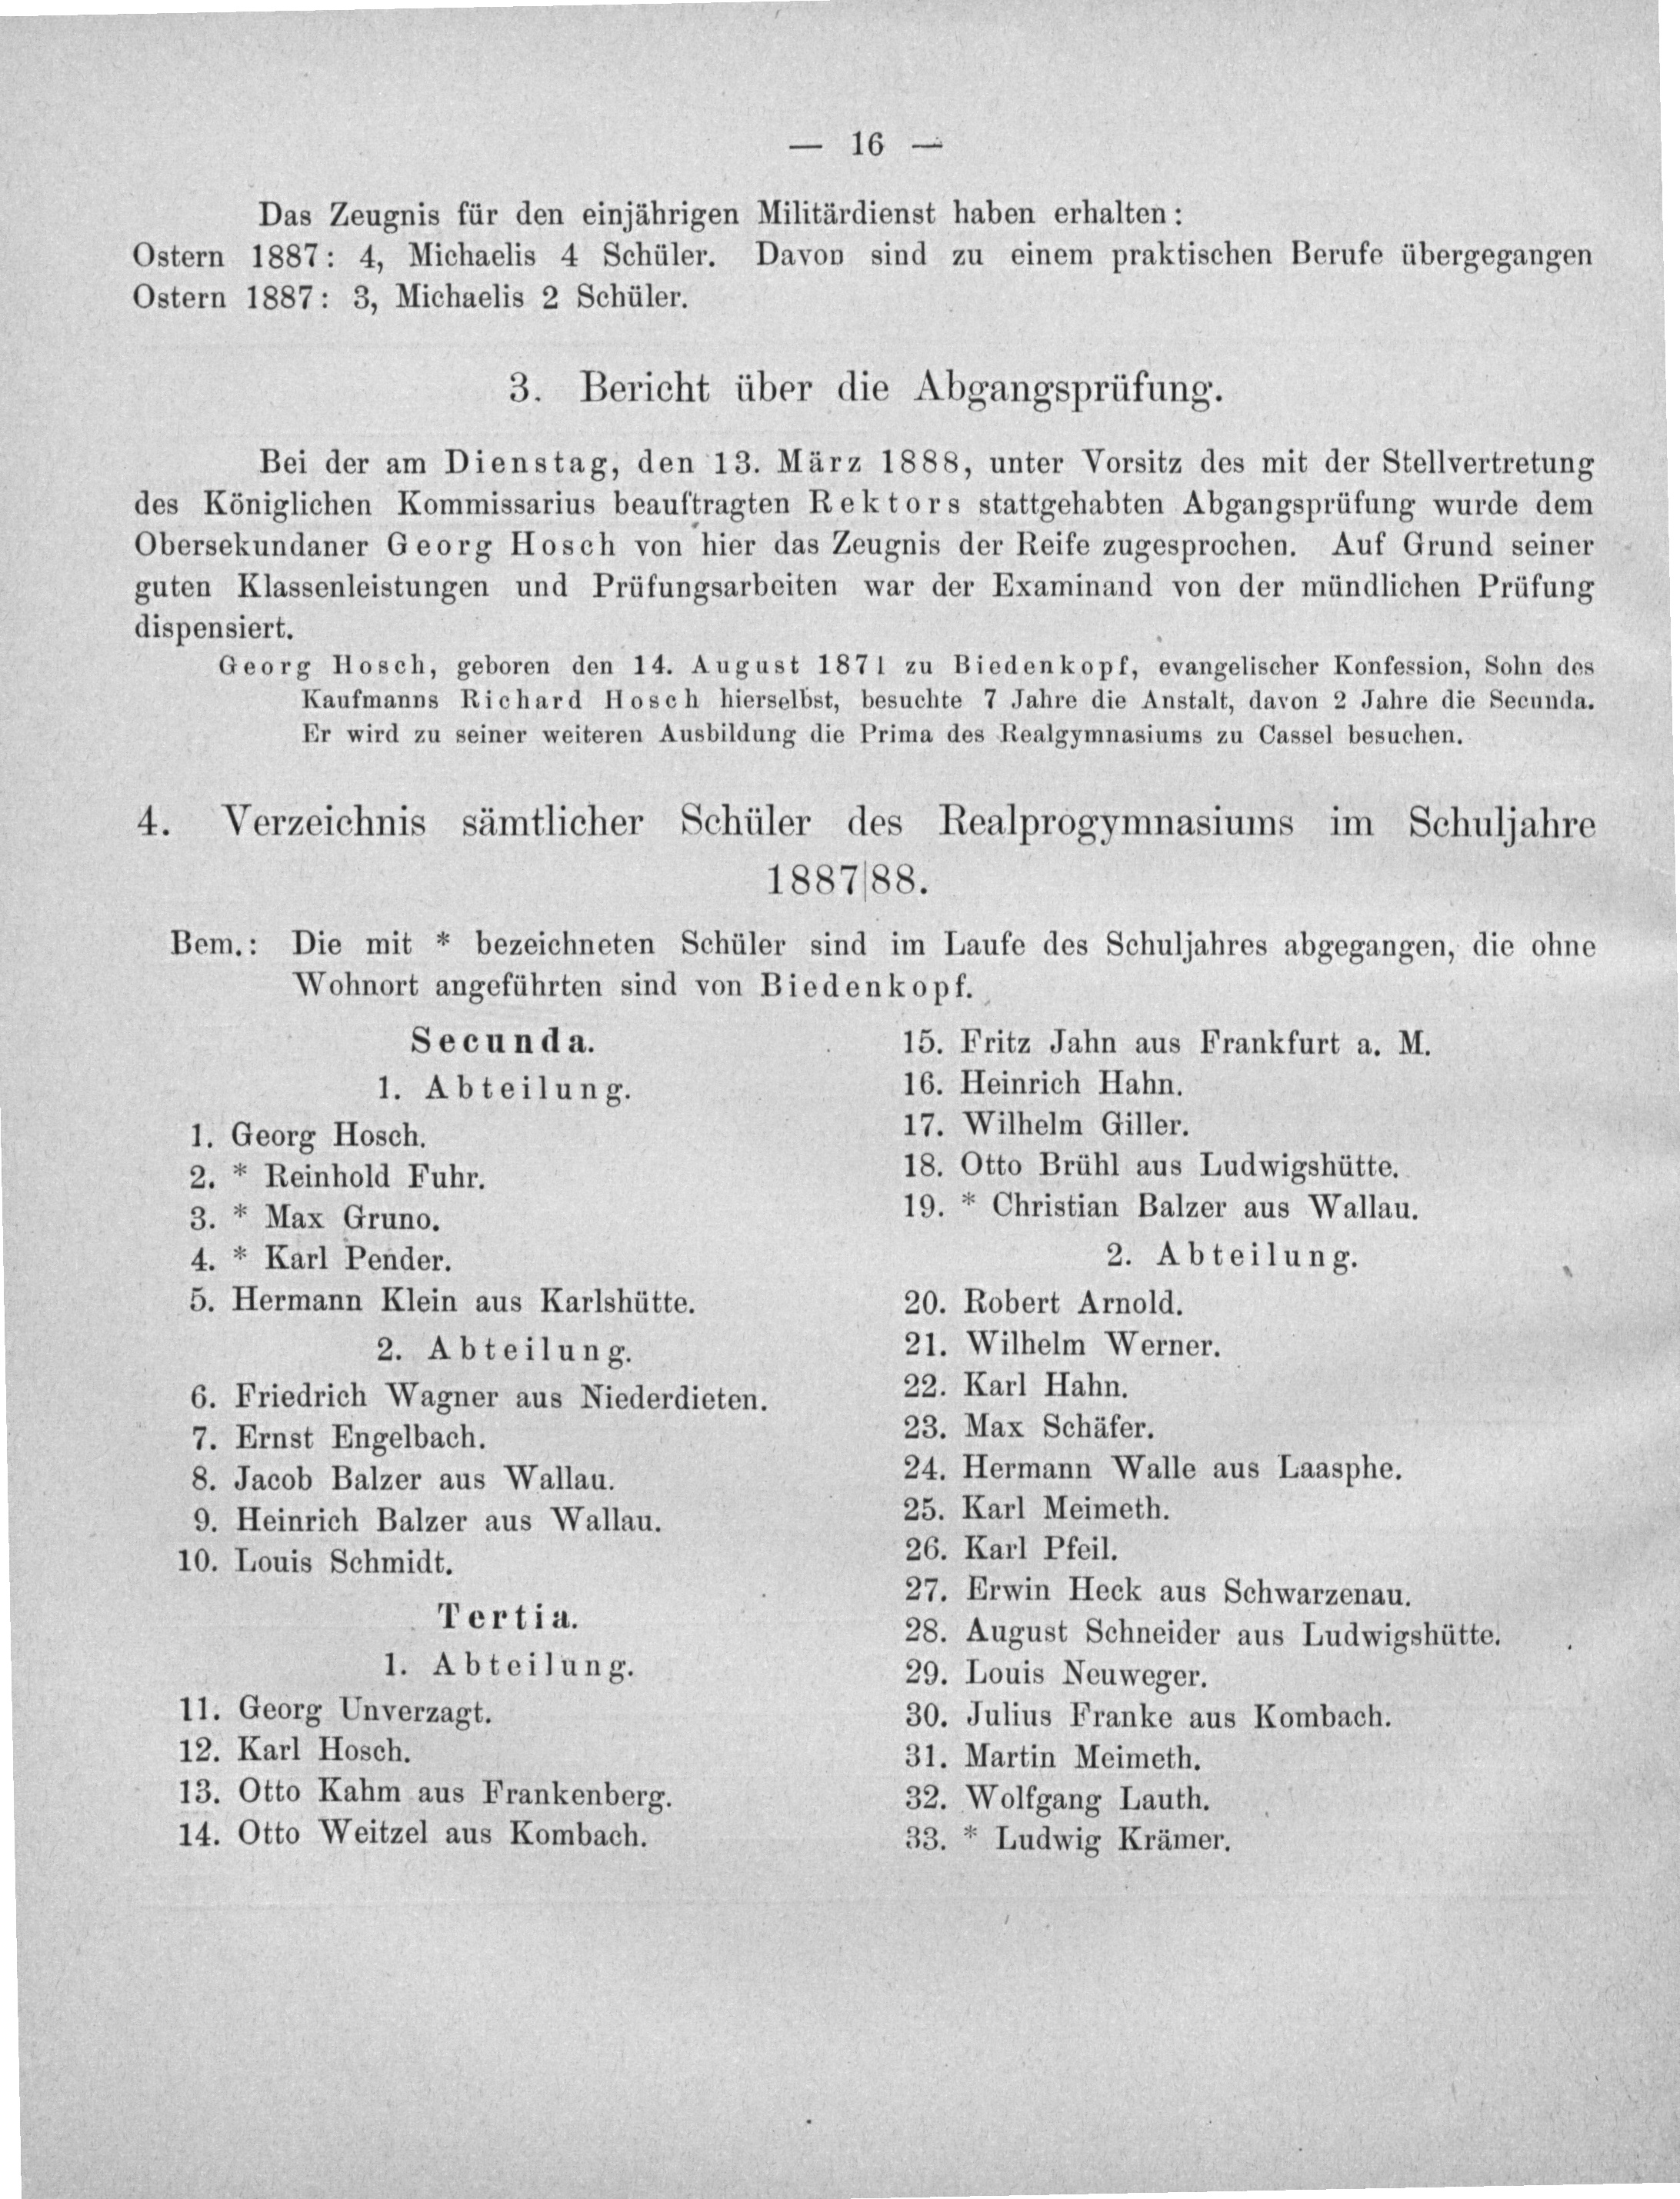 — 16 —
Das Zeugnis für den einjährigen Militärdienst haben erhalten:
Ostern 1887: 4, Michaelis 4 Schüler. Davon sind zu einem praktischen Berufe übergegangen
Ostern 1887: 3, Michaelis 2 Schüler.
3. Bericht über die Abgangsprüfung.
Bei der am Dienstag, den 13. März 1888, unter Vorsitz des mit der Stellvertretung
des Königlichen Kommissarius beauftragten Rektors stattgehabten Abgangsprüfung wurde dem
Obersekundaner Georg Hosch von hier das Zeugnis der Reife zugesprochen. Auf Grund seiner
guten Klassenleistungen und Prüfungsarbeiten war der Examinand von der mündlichen Prüfung
dispensiert.
Georg Hosch, geboren den 14. August 1871 zu Biedenkopf, evangelischer Konfession, Sohn des
Kaufmanns Richard Hosch hierselbst, besuchte 7 Jahre die Anstalt, davon 2 Jahre die Secunda.
Er wird zu seiner weiteren Ausbildung die Prima des Realgymnasiums zu Cassel besuchen.
4. Verzeichnis sämtlicher Schüler des Realprogymnasiums im Schuljahre
1887|88.
Bem.: Die mit * bezeichneten Schüler sind im Laufe des Schuljahres abgegangen, die ohne
Wohnort angeführten sind von Biedenkopf.
Secunda.
1. Abteilung.
1. Georg Hosch.
2. * Reinhold Fuhr.
3. * Max Gruno.
4. * Karl Pender.
5. Hermann Klein aus Karlshütte.
2. Abteilung.
6. Friedrich Wagner aus Niederdieten.
7. Ernst Engelbach.
8. Jacob Balzer aus Wallau.
9. Heinrich Balzer aus Wallau.
10. Louis Schmidt.
Tertia.
1. Abteilung.
11. Georg Unverzagt.
12. Karl Hosch.
13. Otto Kahm aus Frankenberg.
14. Otto Weitzel aus Kombach.
15. Fritz Jahn aus Frankfurt a. M.
16. Heinrich Hahn.
17. Wilhelm Giller.
18. Otto Brühl aus Ludwigshütte.
19. * Christian Balzer aus Wallau.
2. Abteilung.
20. Robert Arnold.
21. Wilhelm Werner.
22. Karl Hahn.
23. Max Schäfer.
24. Hermann Walle aus Laasphe.
25. Karl Meimeth.
26. Karl Pfeil.
27. Erwin Heck aus Schwarzenau.
28. August Schneider aus Ludwigshütte.
29. Louis Neuweger.
30. Julius Franke aus Kombach.
31. Martin Meimeth.
32. Wolfgang Lauth.
33. * Ludwig Krämer.